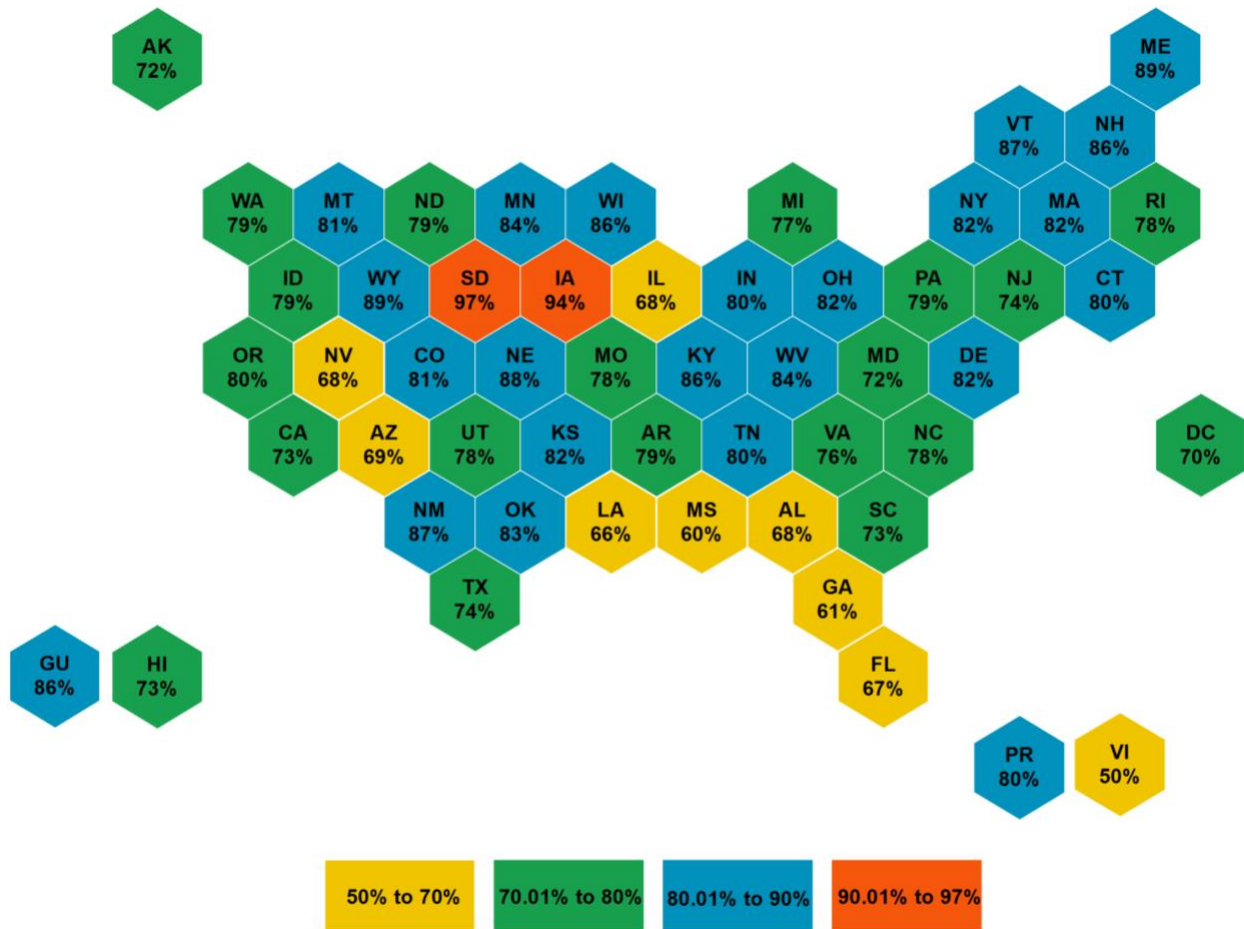 AK
72%
ME
89%
VT
87%
NH
86%
WA
79%
MT
81%
ND
79%
MN
84%
WI
86%
MI
77%
NY
82%
MA
82%
RI
78%
ID
79%
WY
89%
SD
97%
IA
94%
IL
68%
IN
80%
OH
82%
PA
79%
NJ
74%
CT
80%
OR
80%
NV
68%
CO
81%
NE
88%
MO
78%
KY
86%
WV
84%
MD
72%
DE
82%
CA
73%
AZ
69%
UT
78%
KS
82%
AR
79%
TN
80%
VA
76%
NC
78%
DC
70%
NM
87%
OK
83%
LA
66%
MS
60%
AL
68%
SC
73%
TX
74%
GA
61%
GU
86%
HI
73%
FL
67%
PR
80%
VI
50%
50% to 70%
70.01% to 80%
80.01% to 90%
90.01% to 97%